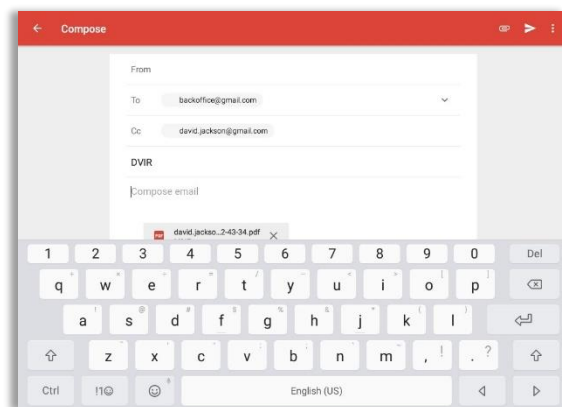 Compose
From
To backoffice@gmail.com
Cc david.jackson@gmail.com
DVIR
Compose email
PDF david.jackso...2-43-34.pdf
1 2 3 4 5 6 7 8 9 0 Del
q w e r t y u i o p
a s d f g h j k l
z x c v b n m , ! . ?
Ctrl !1☺ English (US)